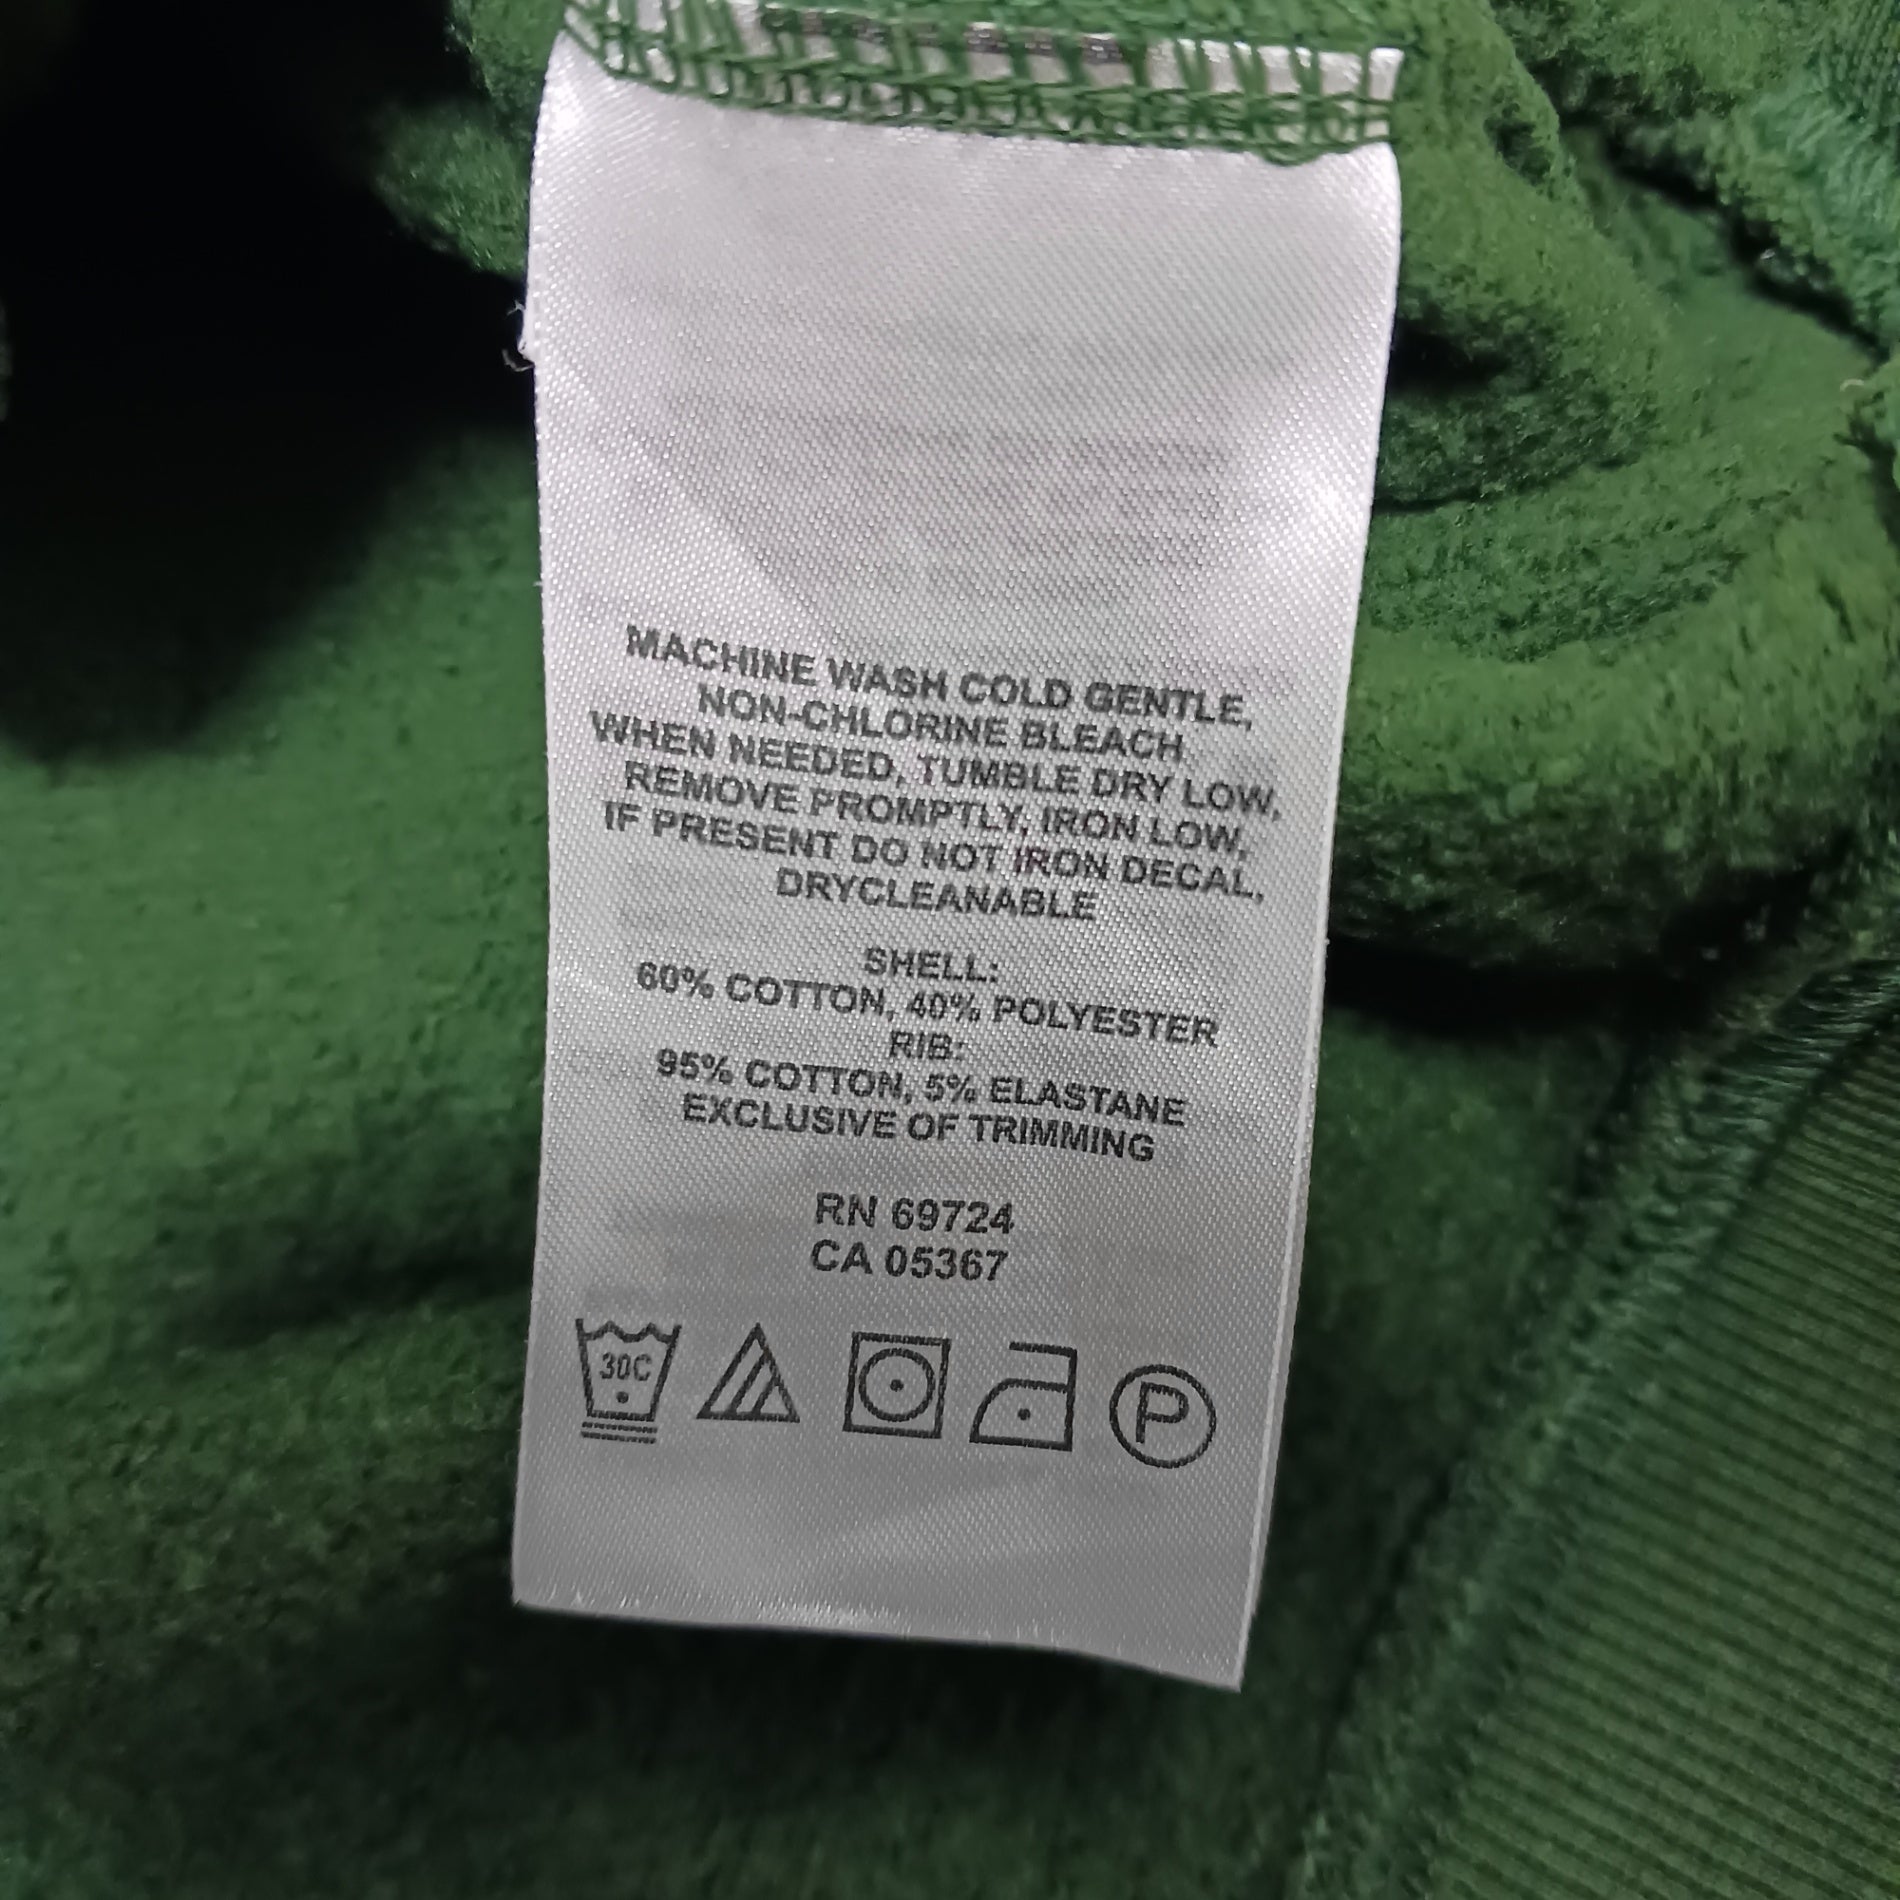 MACHINE WASH COLD GENTLE,
NON-CHLORINE BLEACH
WHEN NEEDED, TUMBLE DRY LOW,
REMOVE PROMPTLY, IRON LOW,
IF PRESENT DO NOT IRON DECAL,
DRYCLEANABLE
SHELL:
60% COTTON, 40% POLYESTER
RIB:
95% COTTON, 5% ELASTANE
EXCLUSIVE OF TRIMMING
RN 69724
CA 05367
30C
P